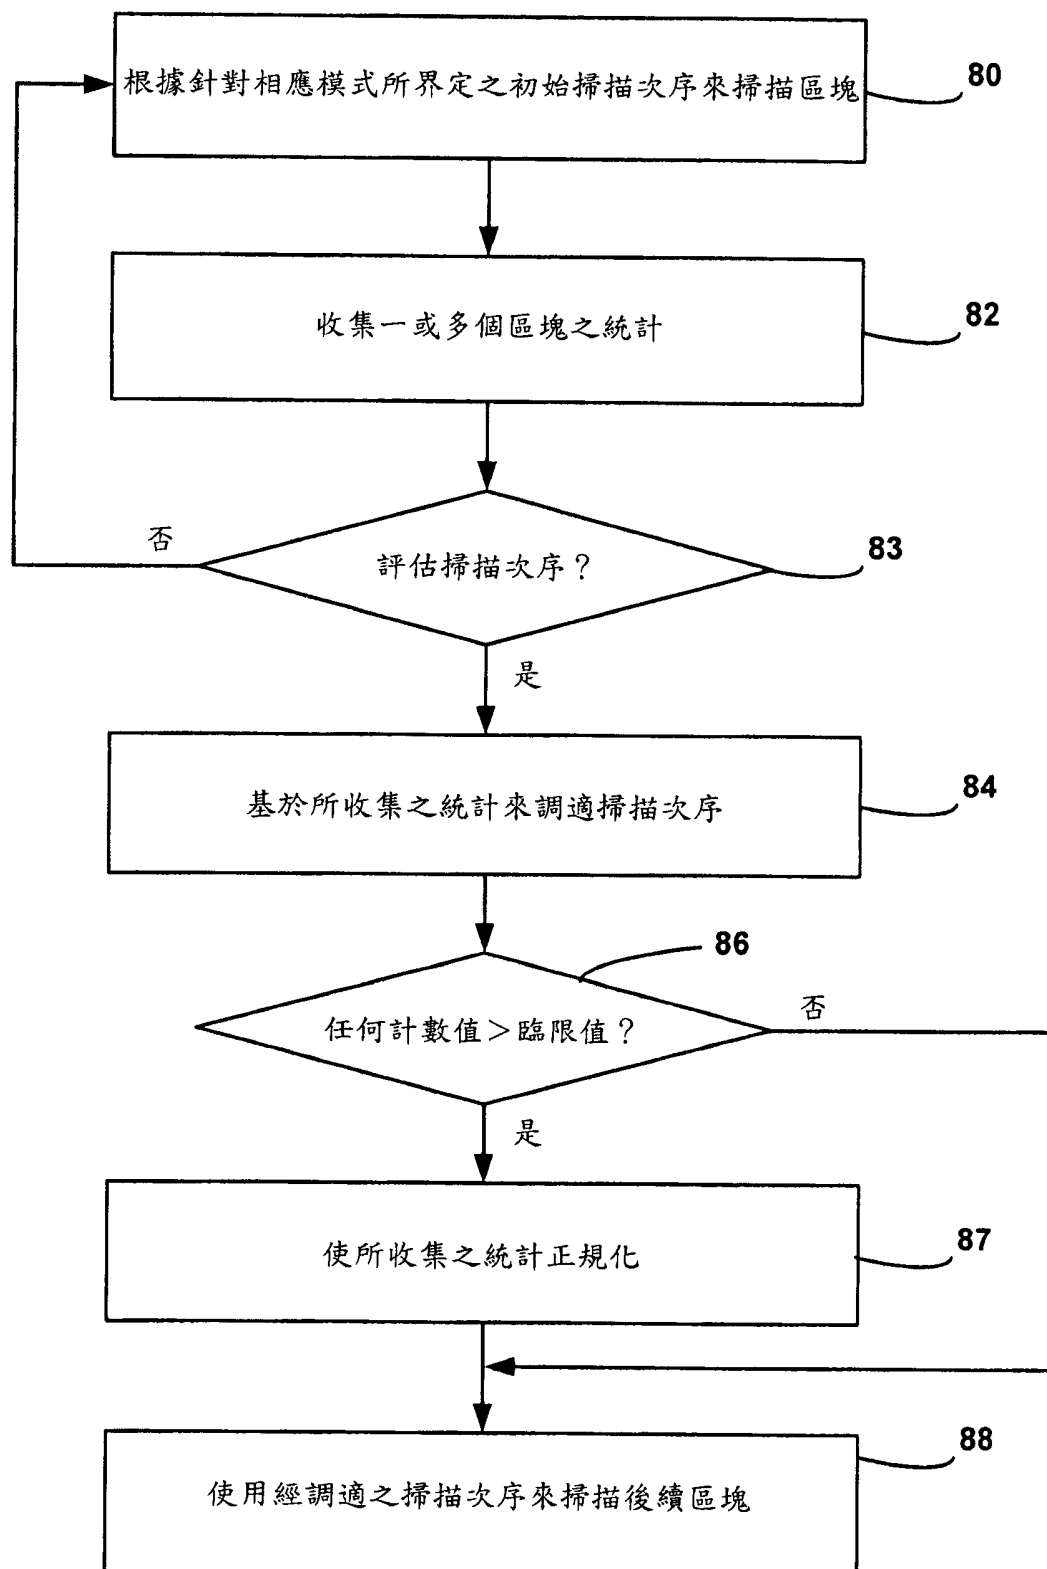 根據針對相應模式所界定之初始掃描次序來掃描區塊
80
收集一或多個區塊之統計
82
否
評估掃描次序？
83
是
基於所收集之統計來調適掃描次序
84
86
任何計數值＞臨限值？
否
是
使所收集之統計正規化
87
使用經調適之掃描次序來掃描後續區塊
88